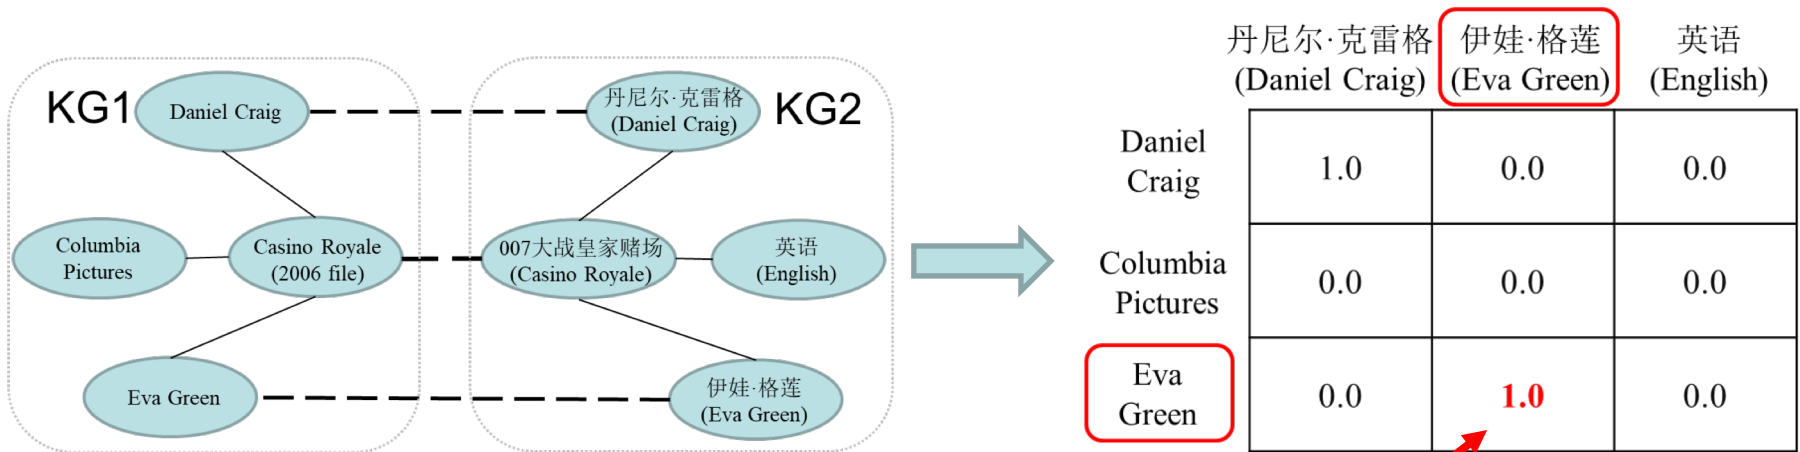 KG1
Daniel Craig
Columbia
Pictures
Casino Royale
(2006 file)
Eva Green
丹尼尔·克雷格
(Daniel Craig)
KG2
007大战皇家赌场
(Casino Royale)
英语
(English)
伊娃·格莲
(Eva Green)
丹尼尔·克雷格 伊娃·格莲 英语
(Daniel Craig) (Eva Green) (English)
Daniel
Craig
1.0 0.0 0.0
Columbia
Pictures
0.0 0.0 0.0
Eva
Green
0.0 1.0 0.0